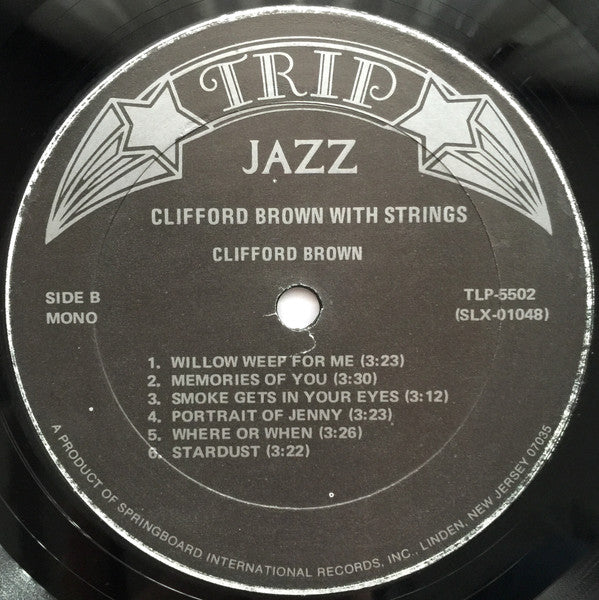 TRIP
JAZZ
CLIFFORD BROWN WITH STRINGS
CLIFFORD BROWN
SIDE B
MONO
TLP-5502
(SLX-01048)
1. WILLOW WEEP FOR ME (3:23)
2. MEMORIES OF YOU (3:30)
3. SMOKE GETS IN YOUR EYES (3:12)
4. PORTRAIT OF JENNY (3:23)
5. WHERE OR WHEN (3:26)
6. STARDUST (3:22)
A PRODUCT OF SPRINGBOARD INTERNATIONAL RECORDS, INC., LINDEN, NEW JERSEY 07035